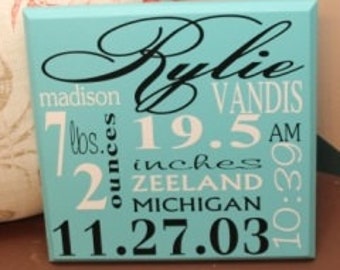 Rylie
madison VANDIS
7 lbs.
2 ounces
19.5
inches
AM
10:39
ZEELAND
MICHIGAN
11.27.03